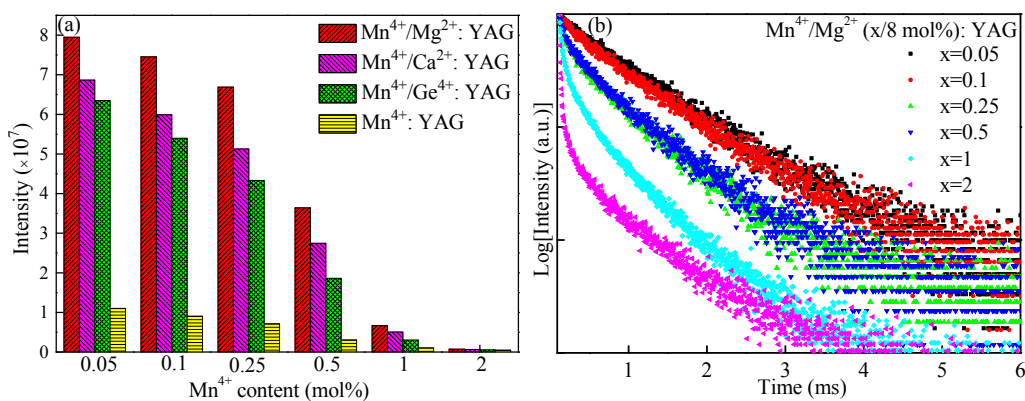 (a)
Mn⁴⁺/Mg²⁺: YAG
Mn⁴⁺/Ca²⁺: YAG
Mn⁴⁺/Ge⁴⁺: YAG
Mn⁴⁺: YAG
Intensity (×10⁷)
8
7
6
5
4
3
2
1
0
0.05 0.1 0.25 0.5 1 2
Mn⁴⁺ content (mol%)
(b)
Mn⁴⁺/Mg²⁺ (x/8 mol%): YAG
x=0.05
x=0.1
x=0.25
x=0.5
x=1
x=2
Log[Intensity (a.u.)]
1 2 3 4 5 6
Time (ms)